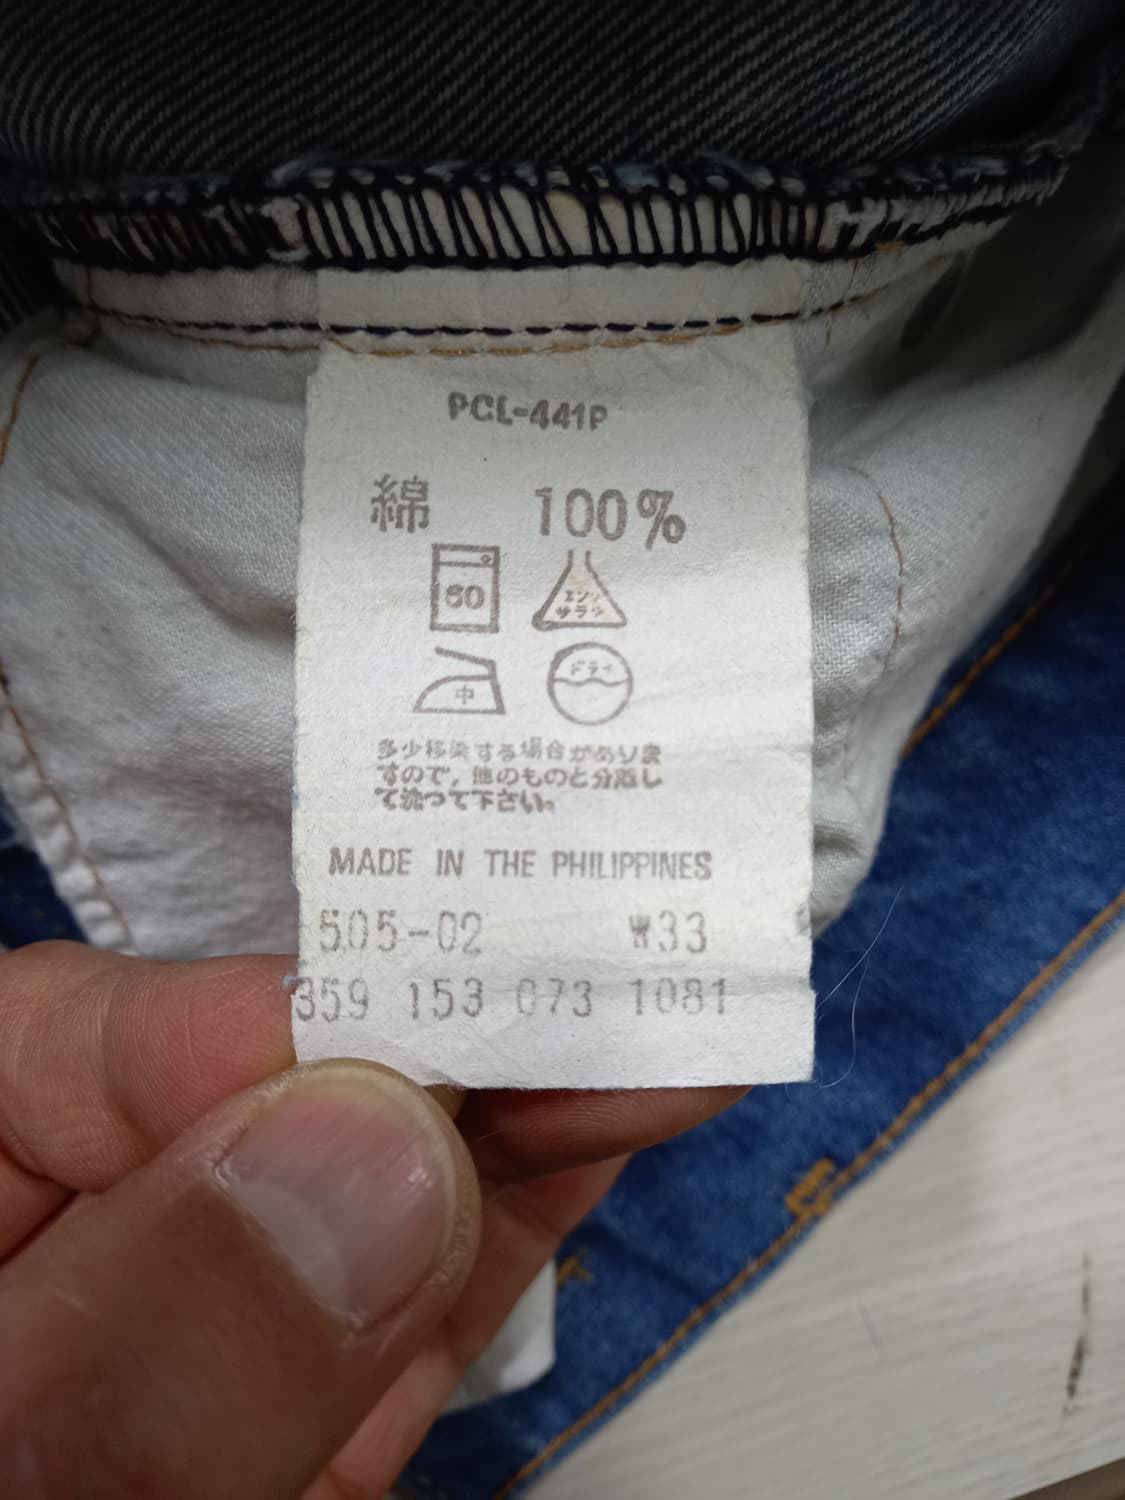 PCL-441P
綿 100%
60
エンソ
サラシ
中
ドライ
多少移染する場合がありま
すので、他のものと分離し
て洗って下さい。
MADE IN THE PHILIPPINES
505-02 W33
359 153 073 1081